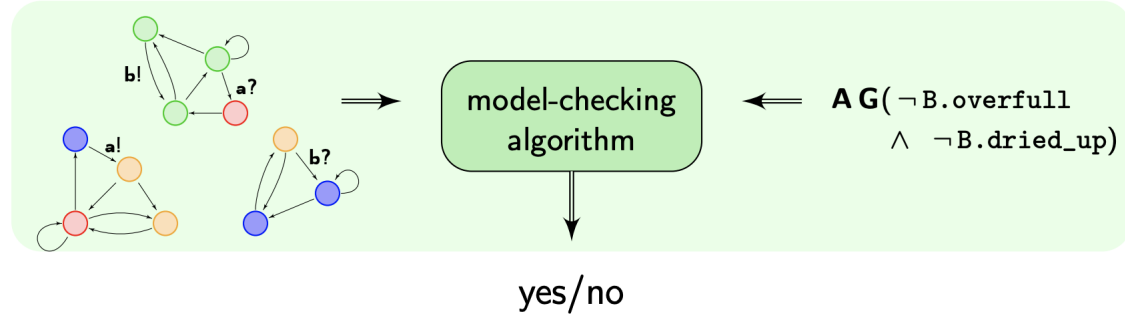 b!
a?
a!
b?
model-checking
algorithm
A G(¬ B.overfull
∧ ¬ B.dried_up)
yes/no